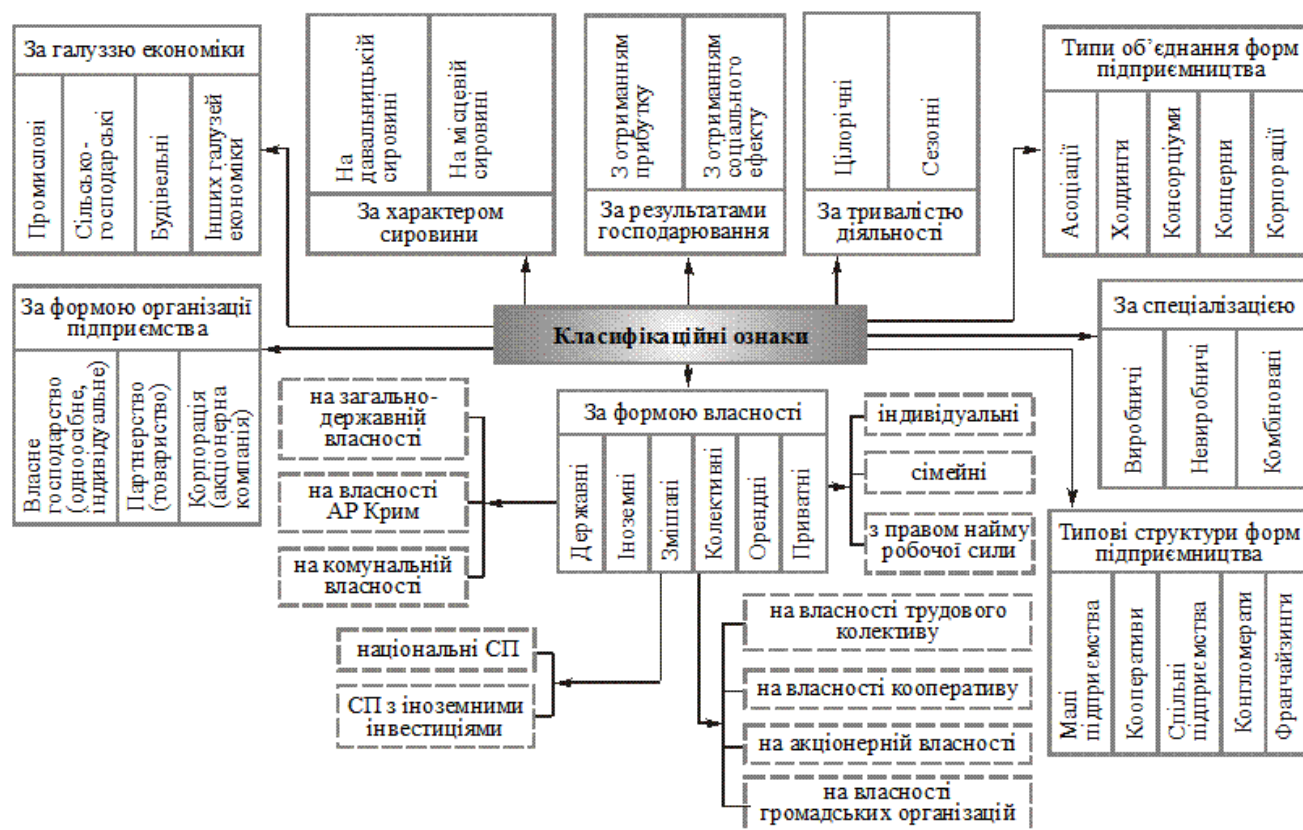 За галуззю економіки
Промислові
Сільсько-
господарські
Будівельні
Інших галузей
економіки
На
давальницькій
сировині
На місцевій
сировині
За характером
сировини
З отриманням
прибутку
З отриманням
соціального
ефекту
За результатами
господарювання
Цілорічні
Сезонні
За тривалістю
діяльності
Типи об’єднання форм
підприємництва
Асоціації
Холдинги
Консорціуми
Концерни
Корпорації
За формою організації
підприємства
Власне
господарство
(одноосібне,
індивідуальне)
Партнерство
(товариство)
Корпорація
(акціонерна
компанія)
Класифікаційні ознаки
За спеціалізацією
Виробничі
Невиробничі
Комбіновані
на загально-
державній
власності
на власності
АР Крим
на комунальній
власності
За формою власності
Державні
Іноземні
Змішані
Колективні
Орендні
Приватні
індивідуальні
сімейні
з правом найму
робочої сили
Типові структури форм
підприємництва
Малі
підприємства
Кооперативи
Спільні
підприємства
Конгломерати
Франчайзинги
національні СП
СП з іноземними
інвестиціями
на власності трудового
колективу
на власності кооперативу
на акціонерній власності
на власності
громадських організацій